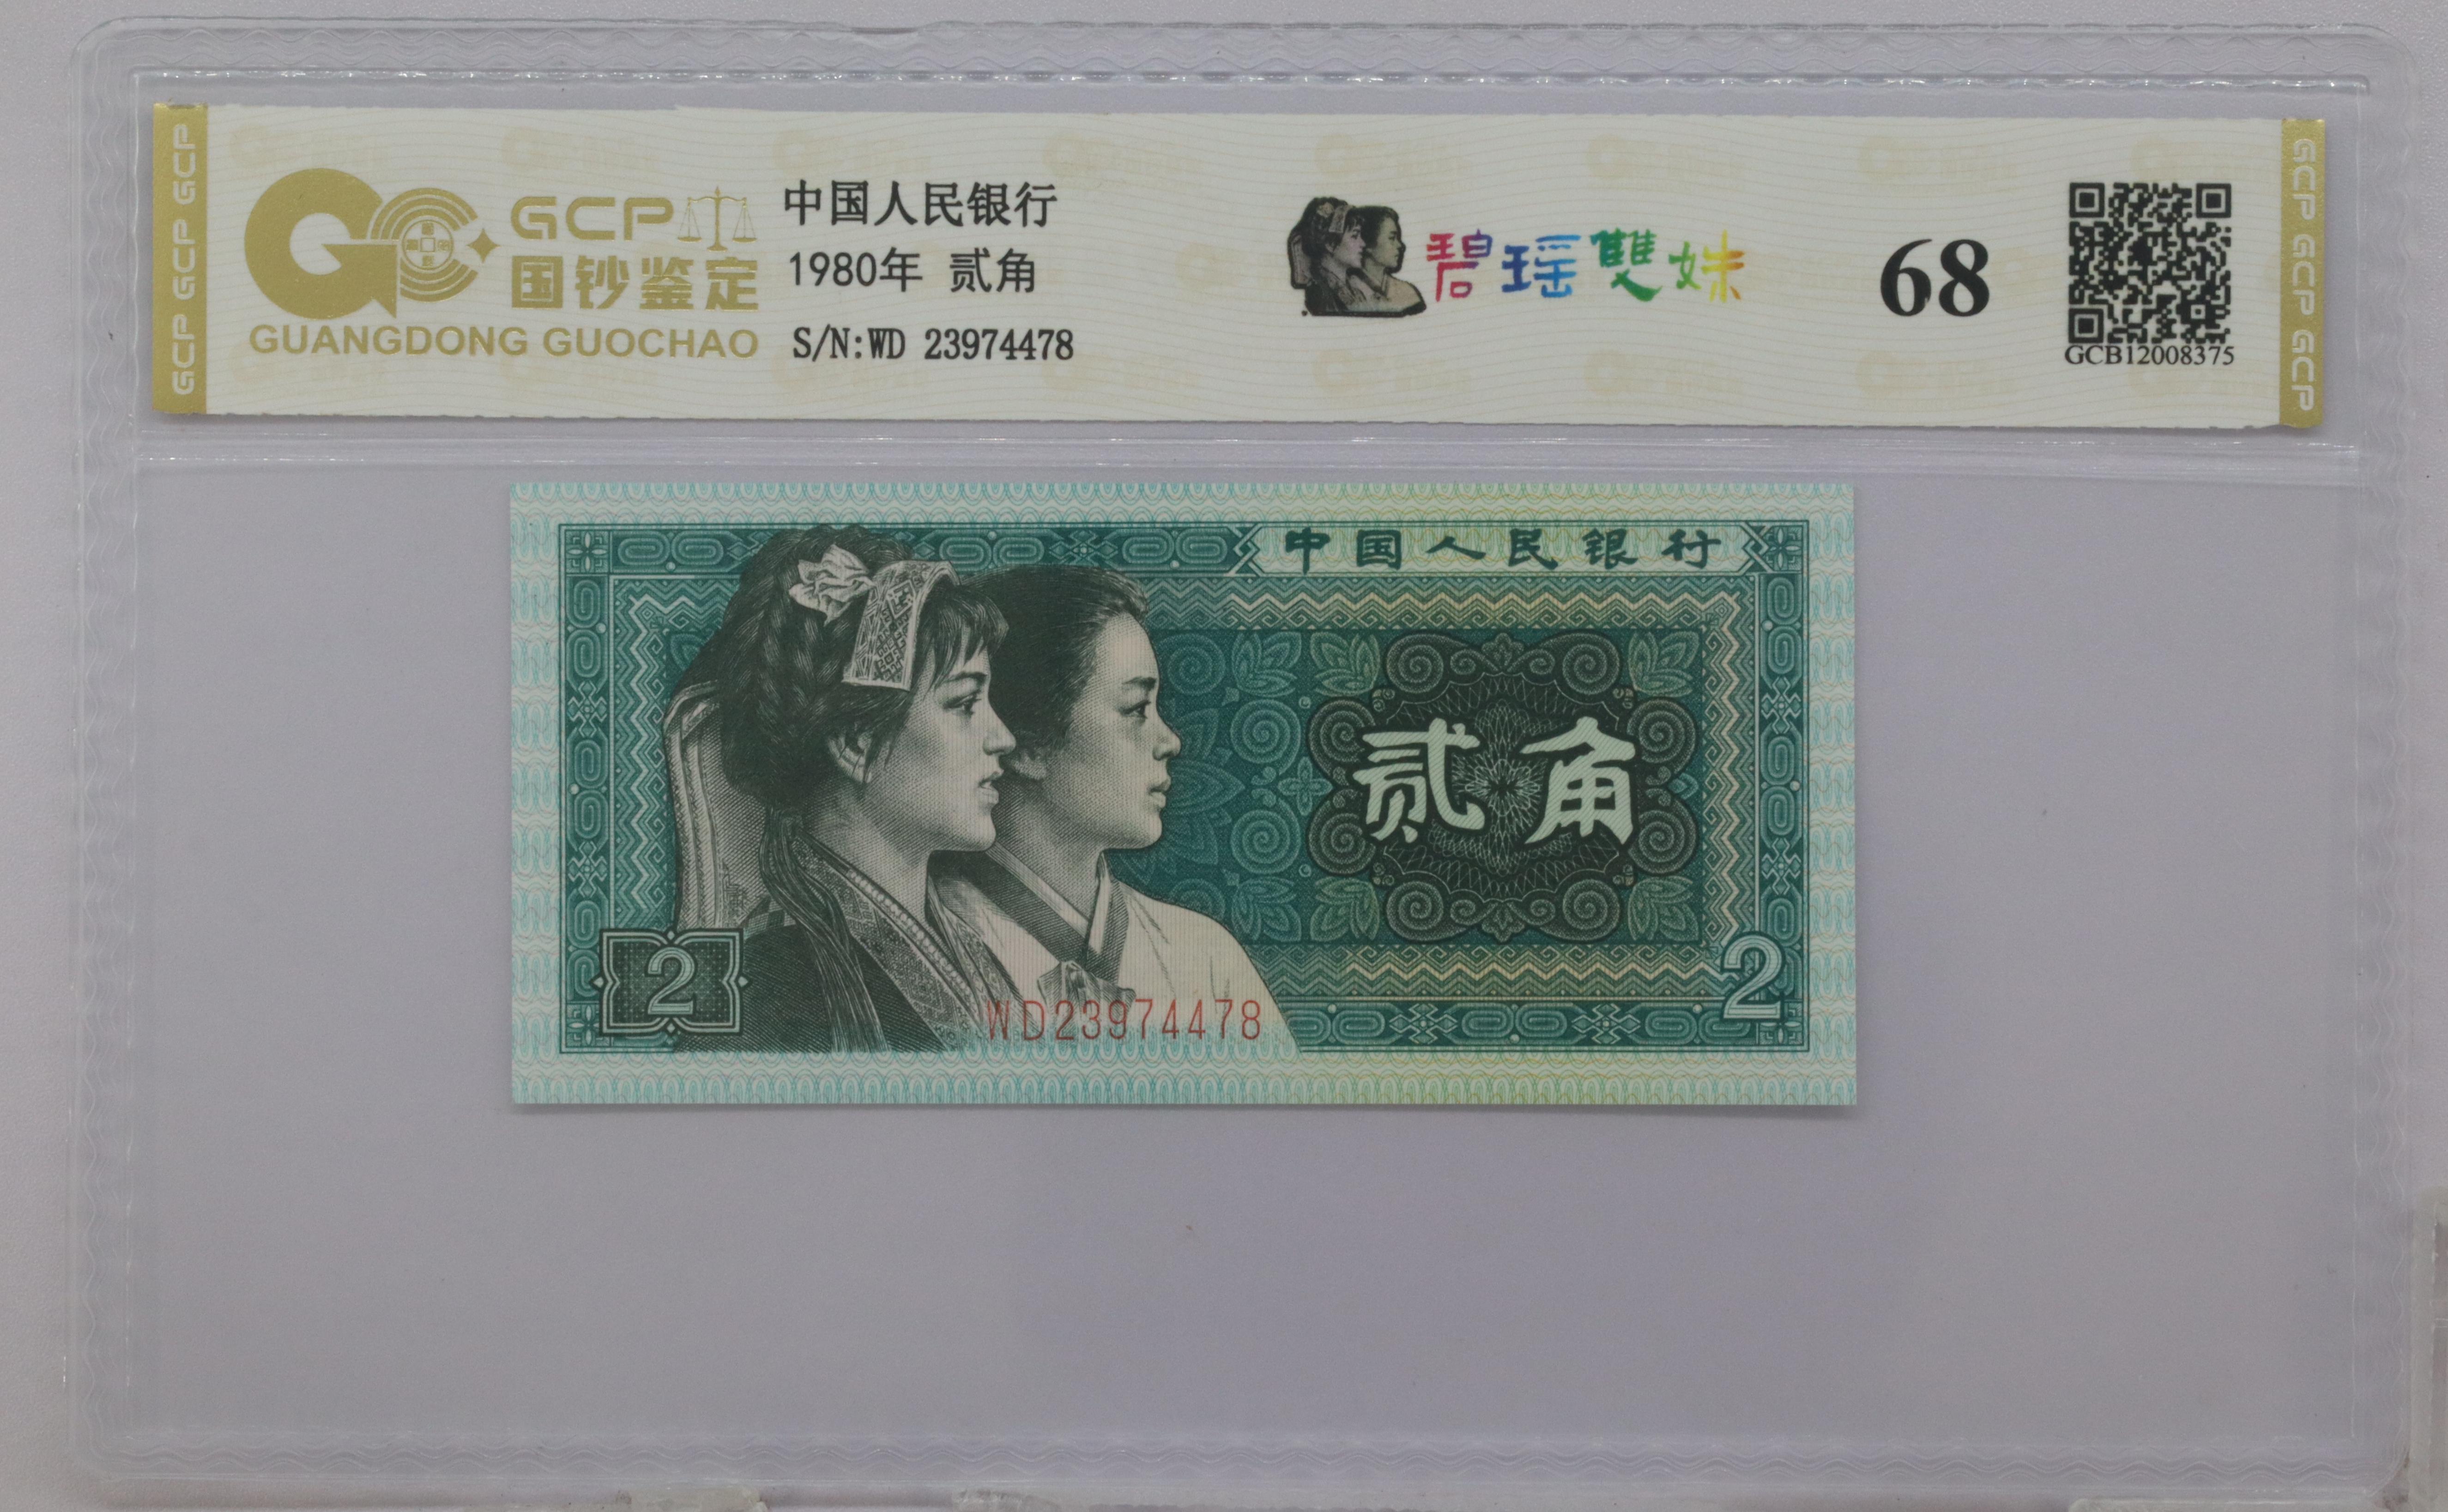 GCP GCP GCP
GCP
国钞鉴定
GUANGDONG GUOCHAO
中国人民银行
1980年 贰角
S/N:WD 23974478
碧瑶雙姝
68
GCB12008375
GCP GCP GCP
中国人民银行
贰角
2
WD23974478
2